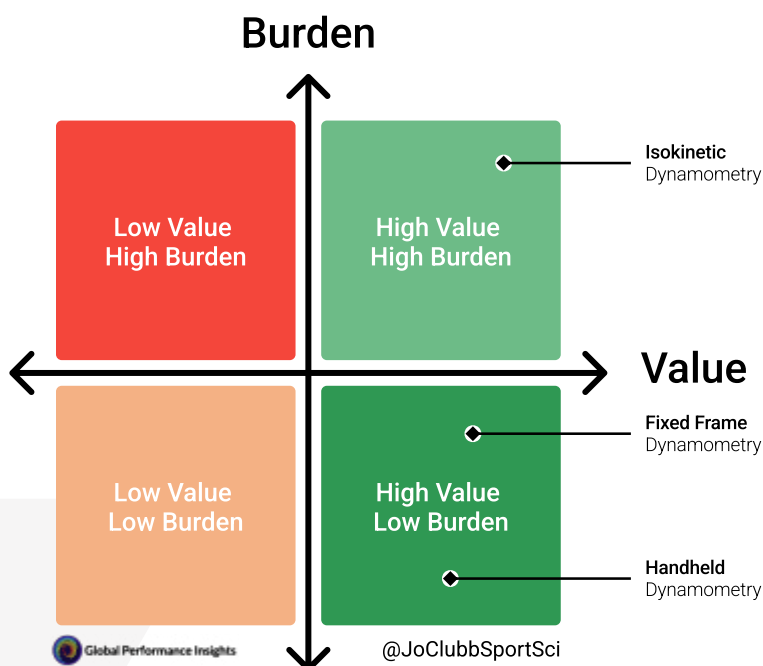 Burden
Isokinetic
Dynamometry
Low Value
High Burden
High Value
High Burden
Value
Fixed Frame
Dynamometry
Low Value
Low Burden
High Value
Low Burden
Handheld
Dynamometry
Global Performance Insights
@JoClubbSportSci